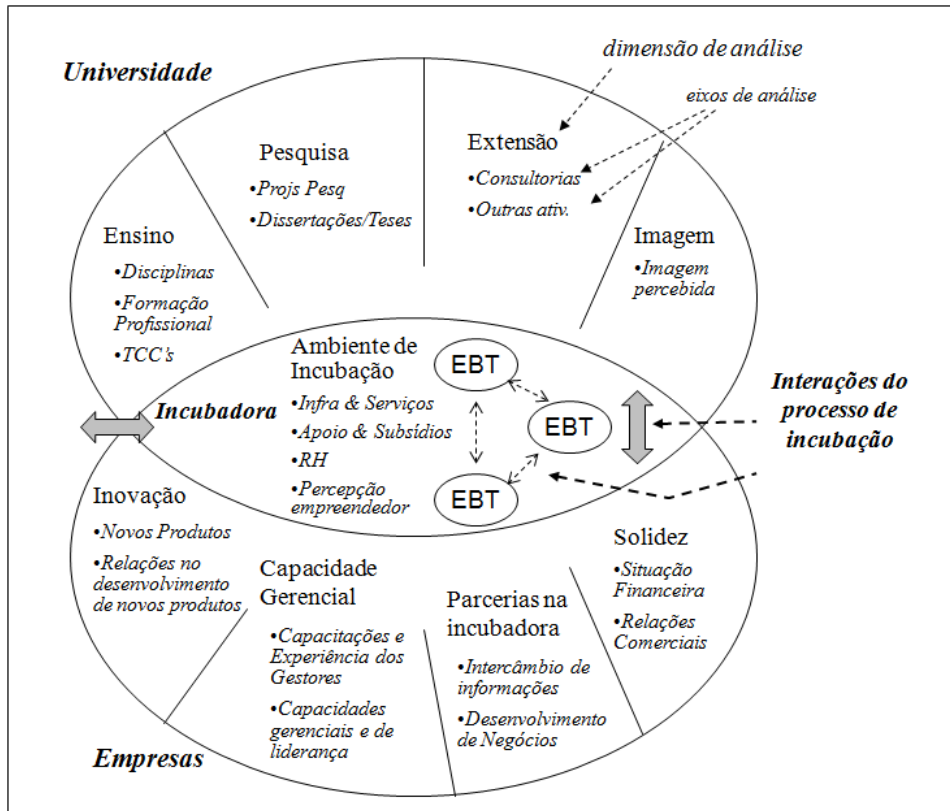 dimensão de análise
Universidade
eixos de análise
Extensão
•Consultorias
•Outras ativ.
Pesquisa
•Projs Pesq
•Dissertações/Teses
Ensino
•Disciplinas
•Formação
Profissional
•TCC's
Imagem
•Imagem
percebida
Ambiente de
Incubação
•Infra & Serviços
•Apoio & Subsídios
•RH
•Percepção
empreendedor
EBT
EBT
EBT
Incubadora
Interações do
processo de
incubação
Inovação
•Novos Produtos
•Relações no
desenvolvimento
de novos produtos
Capacidade
Gerencial
•Capacitações e
Experiência dos
Gestores
•Capacidades
gerenciais e de
liderança
Parcerias na
incubadora
•Intercâmbio de
informações
•Desenvolvimento
de Negócios
Solidez
•Situação
Financeira
•Relações
Comerciais
Empresas